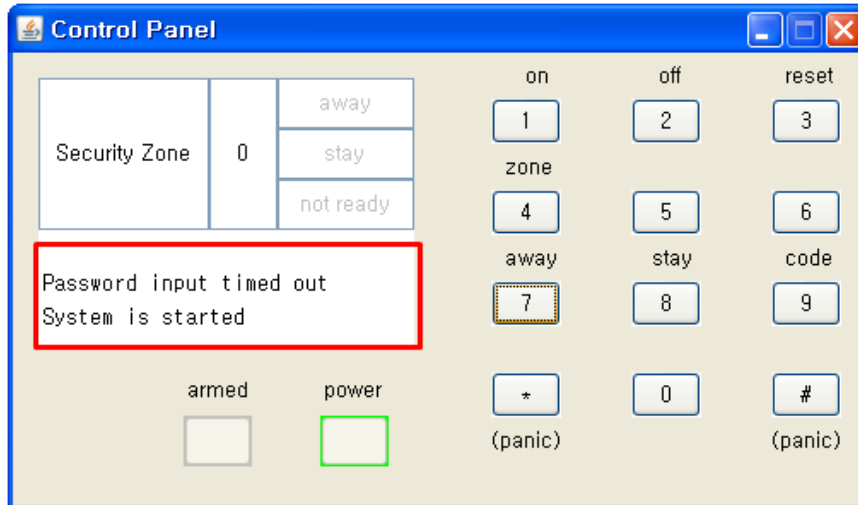 Control Panel
Security Zone
0
away
stay
not ready
Password input timed out
System is started
armed
power
on
off
reset
1
2
3
zone
4
5
6
away
stay
code
7
8
9
*
0
#
(panic)
(panic)